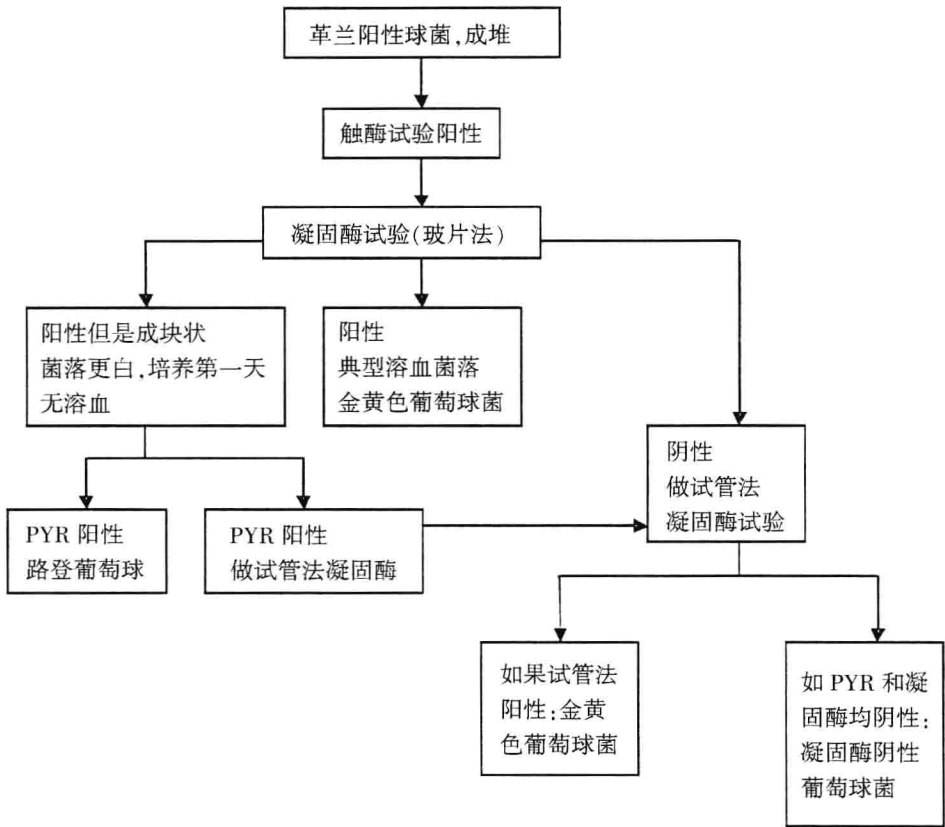 革兰阳性球菌,成堆
触酶试验阳性
凝固酶试验(玻片法)
阳性但是成块状
菌落更白,培养第一天
无溶血
阳性
典型溶血菌落
金黄色葡萄球菌
阴性
做试管法
凝固酶试验
PYR 阳性
路登葡萄球
PYR 阳性
做试管法凝固酶
如果试管法
阳性:金黄
色葡萄球菌
如 PYR 和凝
固酶均阴性:
凝固酶阴性
葡萄球菌